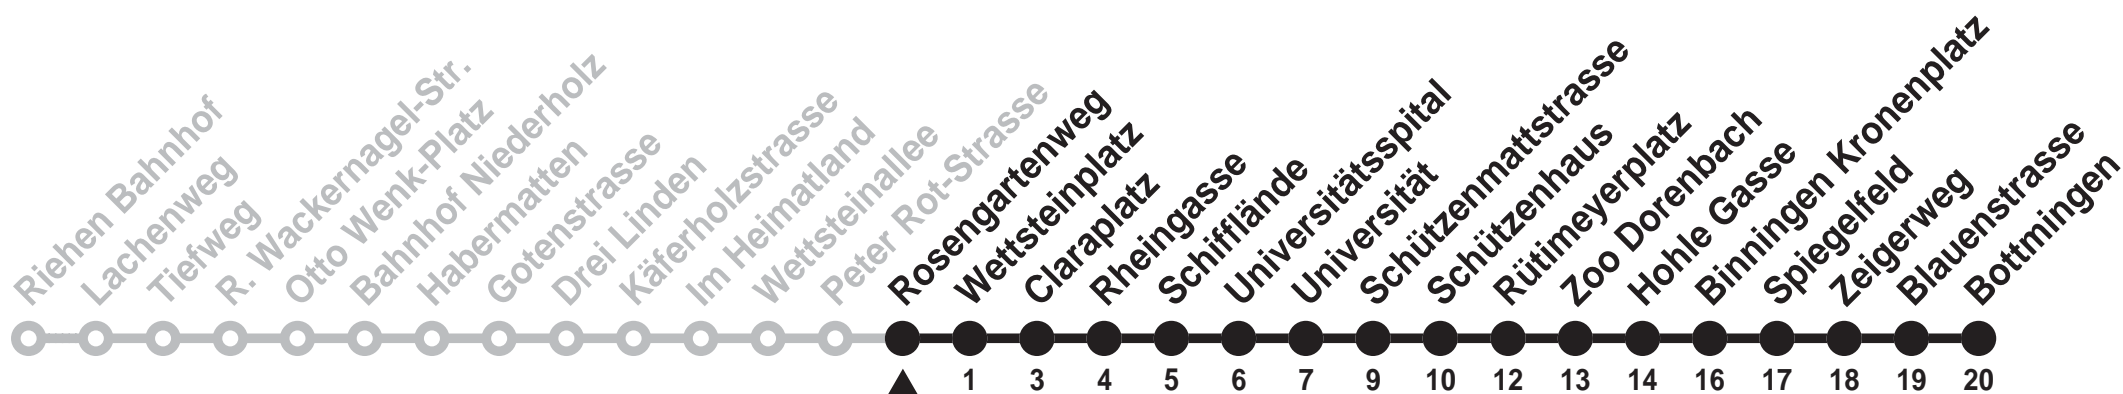 Riehen Bahnhof
Lachenweg
Tiefweg
R. Wackernagel-Str.
Otto Wenk-Platz
Bahnhof Niederholz
Habermatten
Gotenstrasse
Drei Linden
Käferholzstrasse
Im Heimatland
Wettsteinallee
Peter Rot-Strasse
Rosengartenweg
Wettsteinplatz
Claraplatz
Rheingasse
Schifflände
Universitätsspital
Universität
Schützenmattstrasse
Schützenhaus
Rütimeyerplatz
Zoo Dorenbach
Hohle Gasse
Binningen Kronenplatz
Spiegelfeld
Zeigerweg
Blauenstrasse
Bottmingen
1 3 4 5 6 7 9 10 12 13 14 16 17 18 19 20